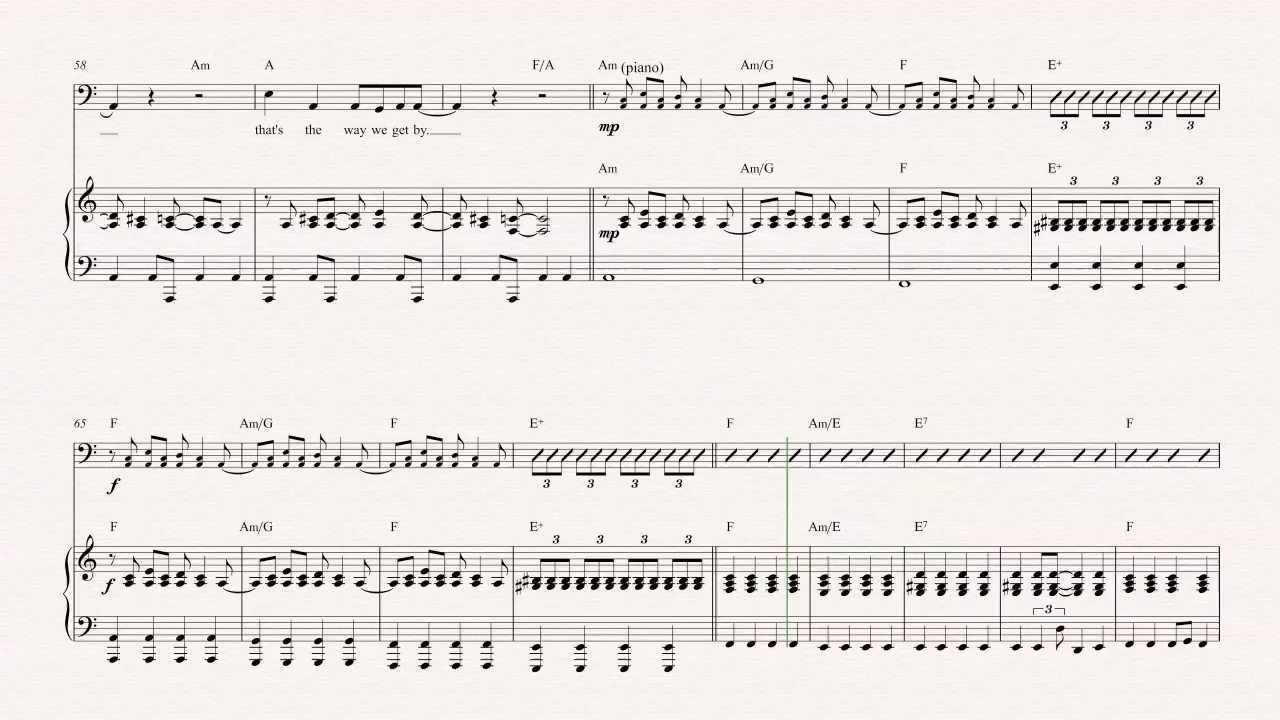 58 Am A F/A Am (piano) Am/G F E+
that's the way we get by.
mp 3 3 3 3
Am Am/G F E+
3 3 3 3
mp
65 F Am/G F E+ F Am/E E7 F
f 3 3 3 3
F Am/G F E+ F Am/E E7 F
3 3 3 3
f
3